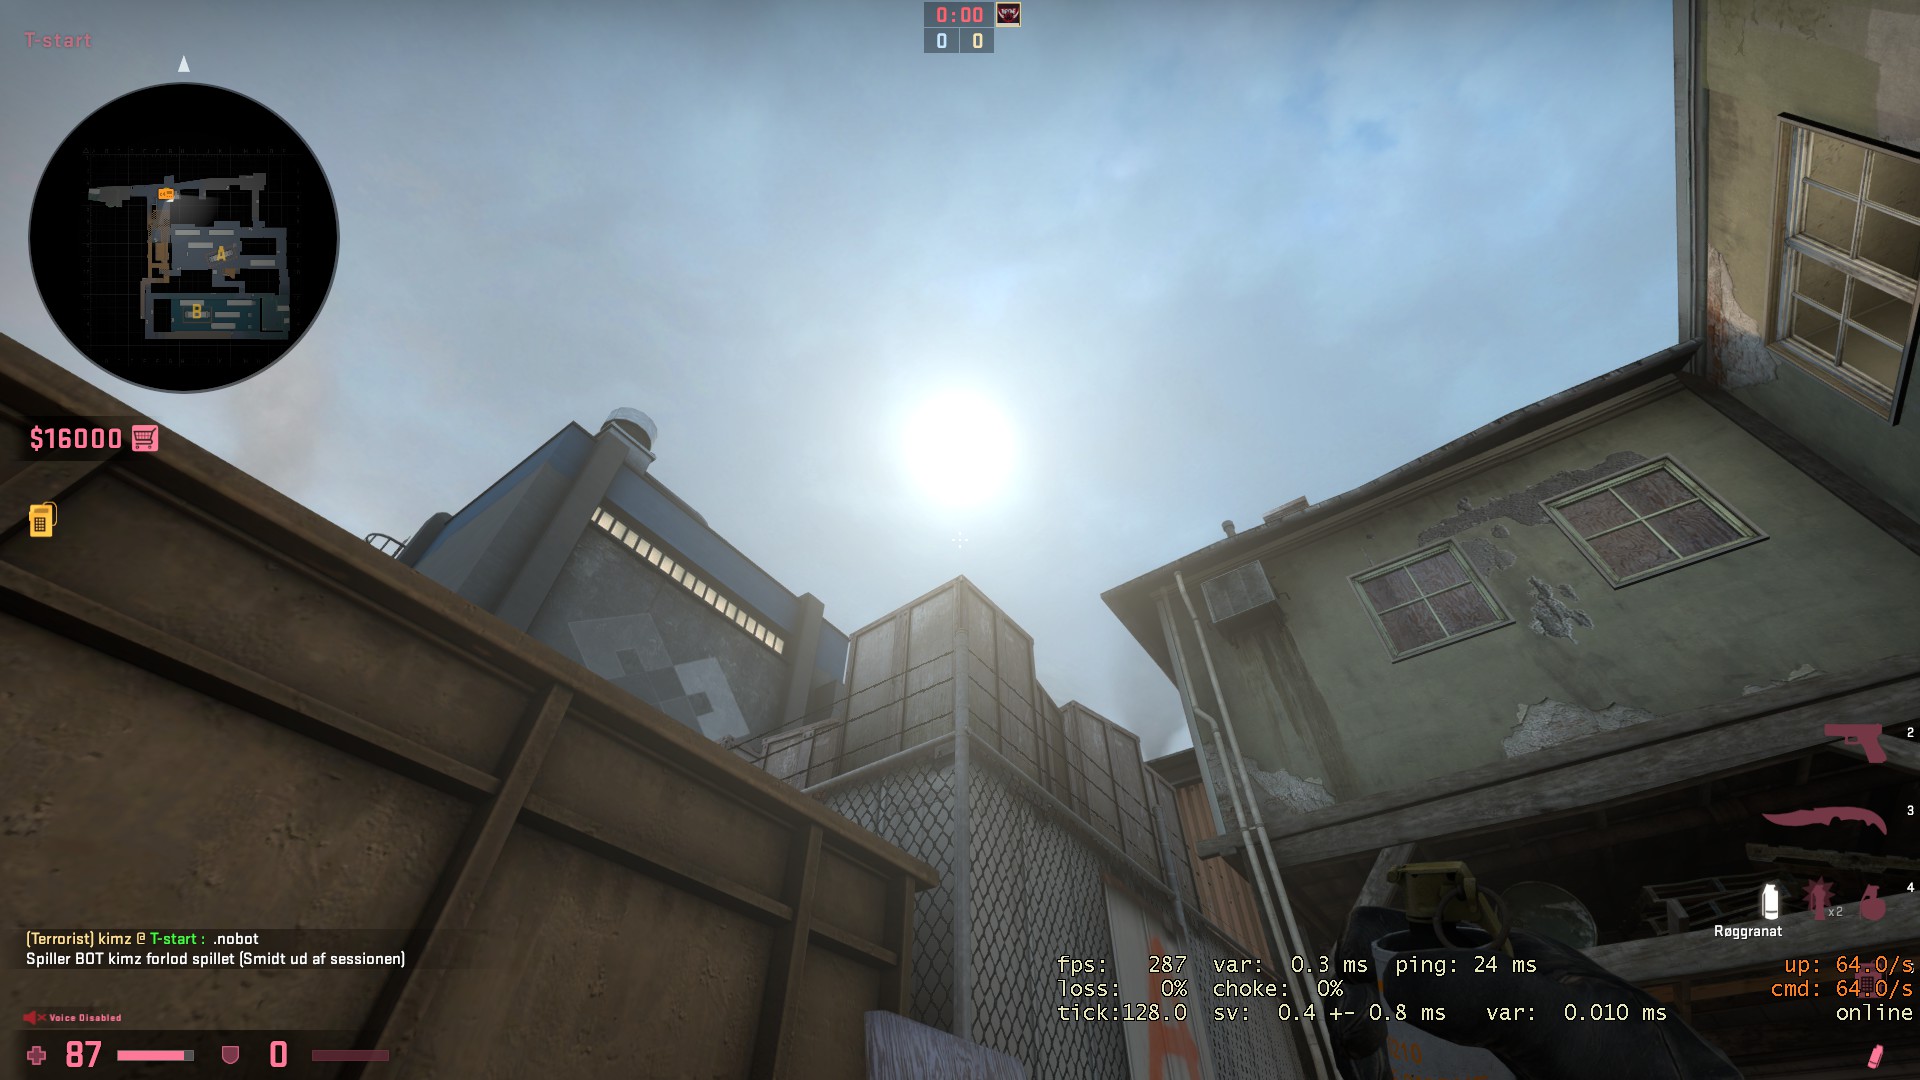 0:00
0 0
T-start
A
B
$16000
(Terrorist) kimz @ T-start : .nobot
Spiller BOT kimz forlod spillet (Smidt ud af sessionen)
Voice Disabled
87 0
2
3
4
x2
Røggranat
fps: 287 var: 0.3 ms ping: 24 ms
loss: 0% choke: 0%
tick:128.0 sv: 0.4 +- 0.8 ms var: 0.010 ms
up: 64.0/s
cmd: 64.0/s
online